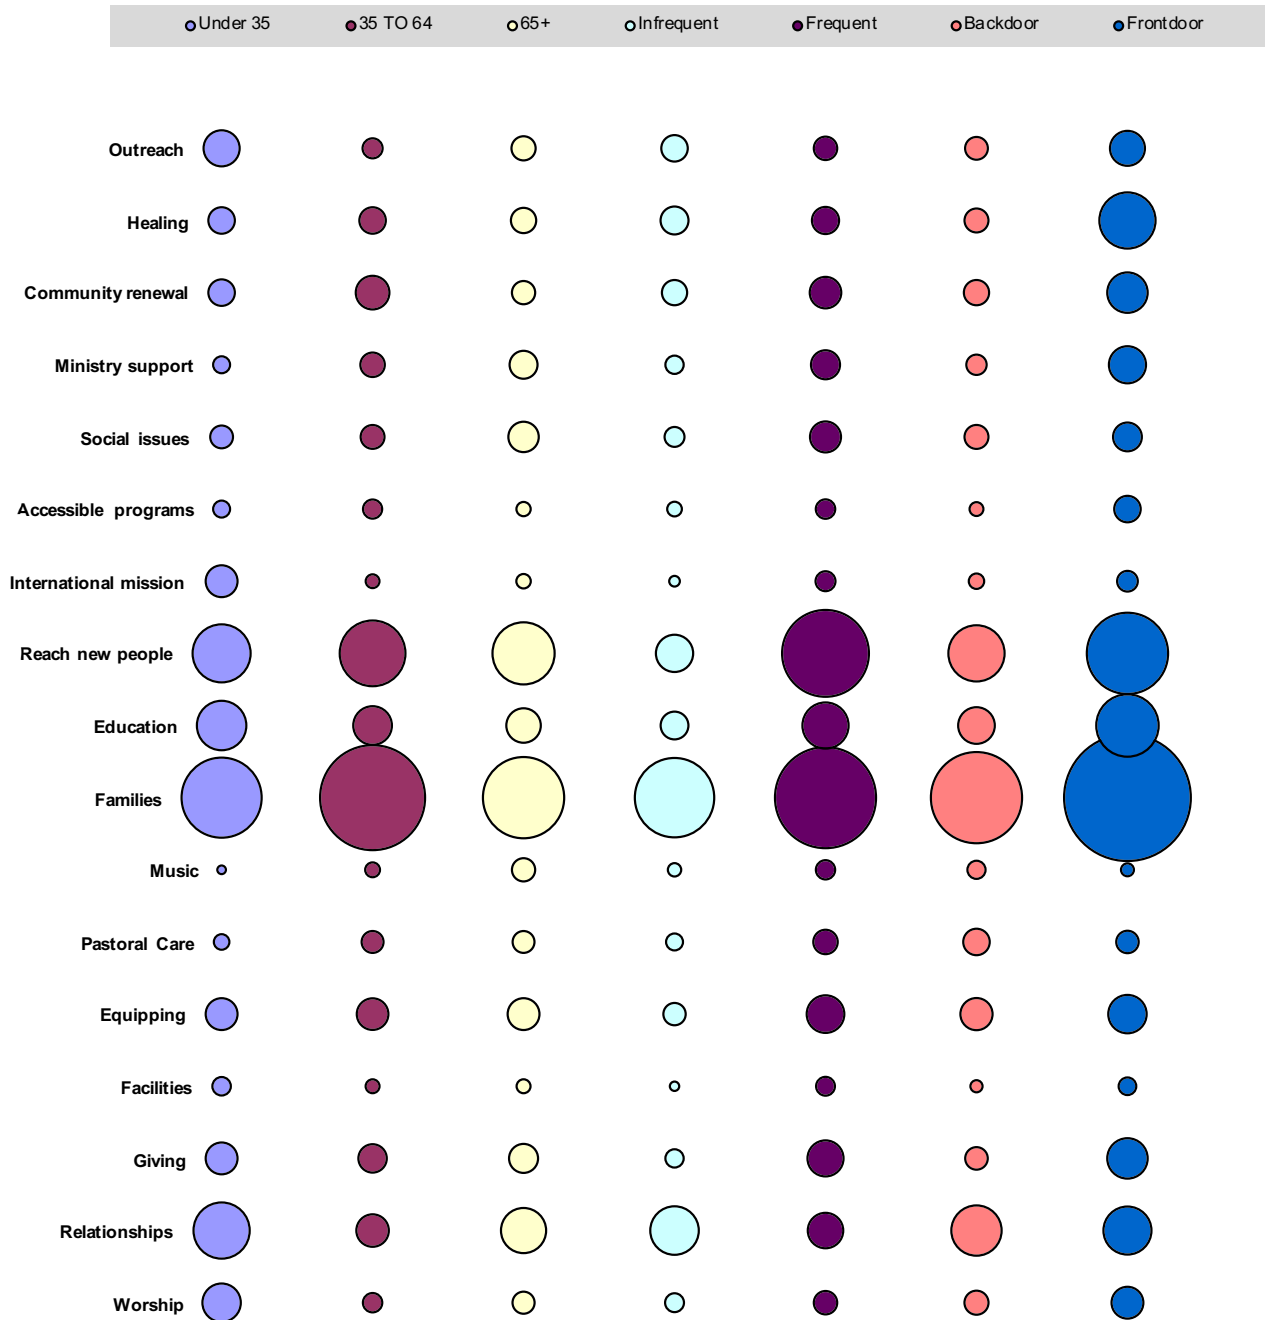 Under 35 35 TO 64 65+ Infrequent Frequent Backdoor Frontdoor
Outreach
Healing
Community renewal
Ministry support
Social issues
Accessible programs
International mission
Reach new people
Education
Families
Music
Pastoral Care
Equipping
Facilities
Giving
Relationships
Worship